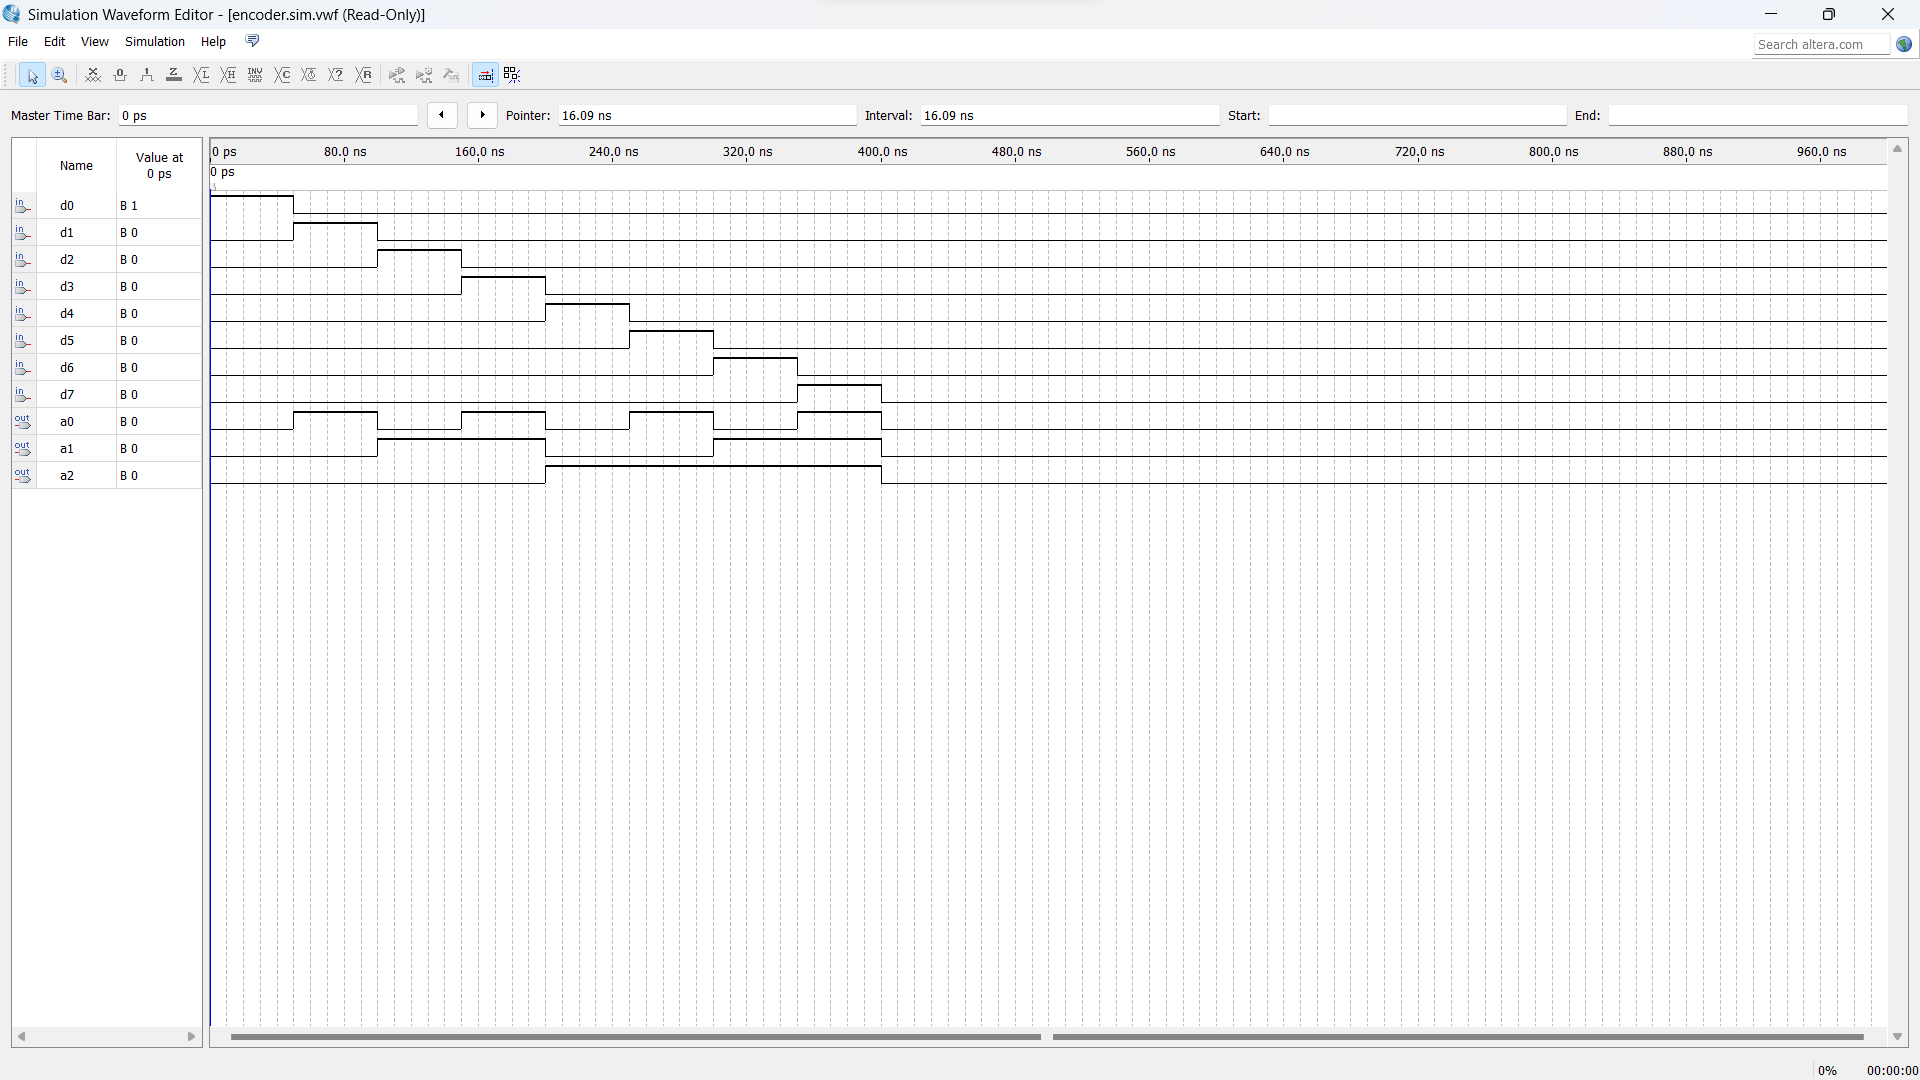 Simulation Waveform Editor - [encoder.sim.vwf (Read-Only)]
File Edit View Simulation Help
Search altera.com
Master Time Bar: 0 ps Pointer: 16.09 ns Interval: 16.09 ns Start: End:
Name Value at 0 ps
0 ps 80.0 ns 160.0 ns 240.0 ns 320.0 ns 400.0 ns 480.0 ns 560.0 ns 640.0 ns 720.0 ns 800.0 ns 880.0 ns 960.0 ns
0 ps
in d0 B 1
in d1 B 0
in d2 B 0
in d3 B 0
in d4 B 0
in d5 B 0
in d6 B 0
in d7 B 0
out a0 B 0
out a1 B 0
out a2 B 0
0% 00:00:00